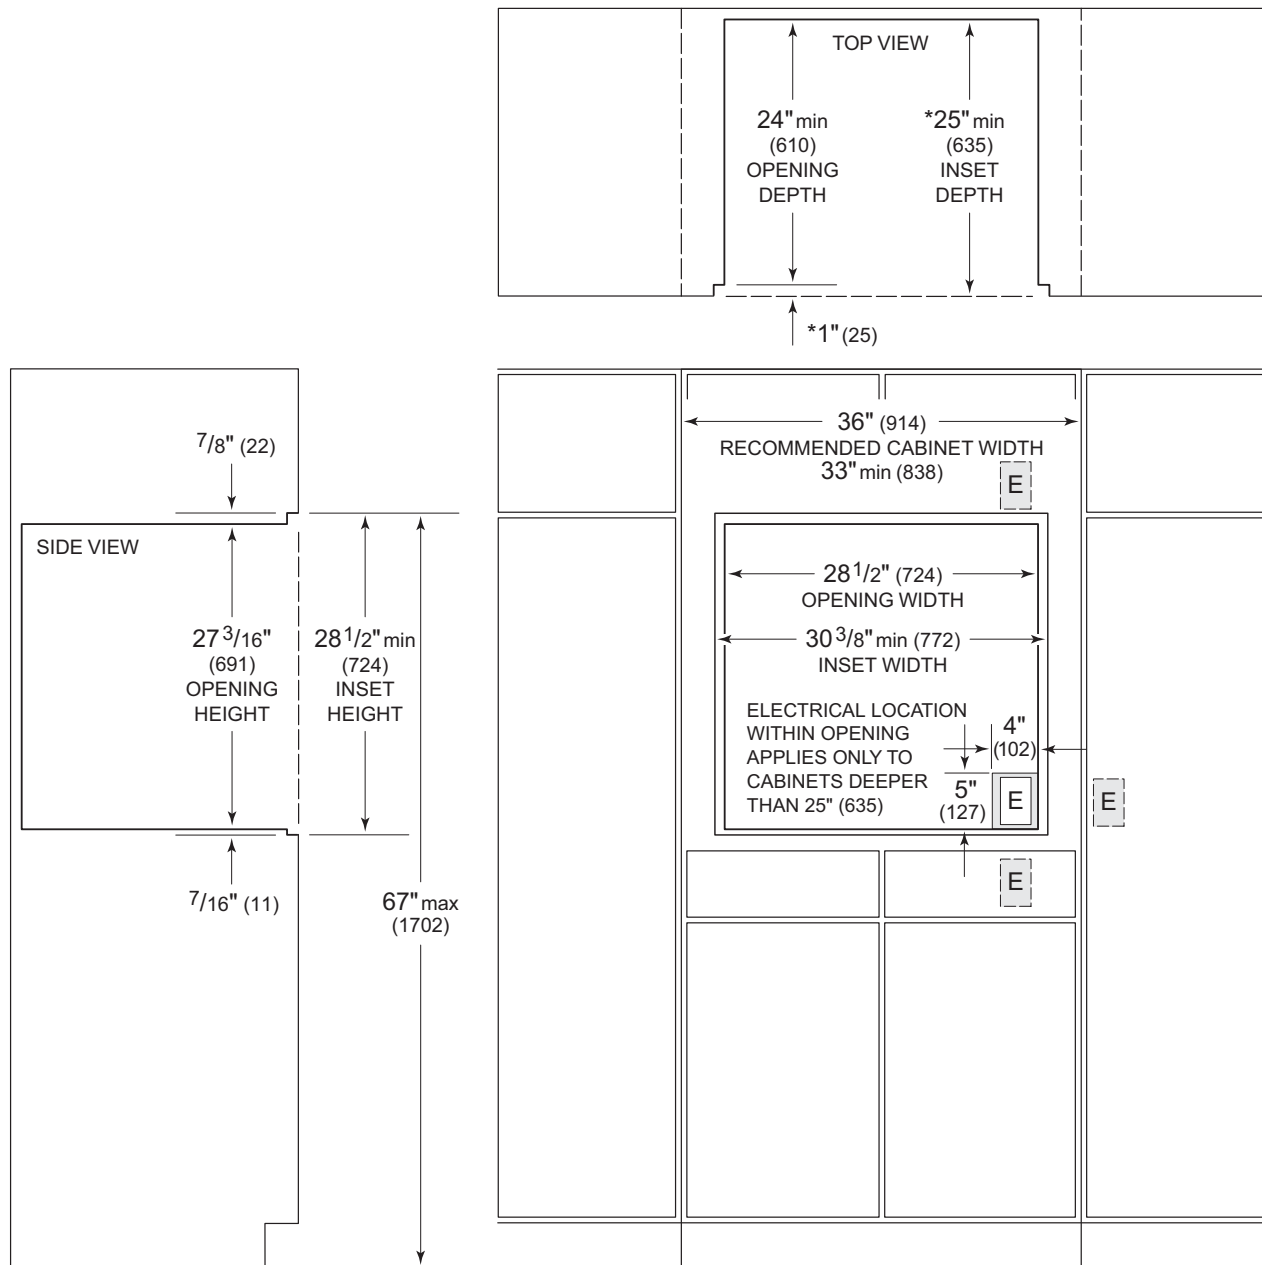 TOP VIEW
24" min
(610)
OPENING
DEPTH
*25" min
(635)
INSET
DEPTH
*1" (25)
7/8" (22)
SIDE VIEW
27 3/16"
(691)
OPENING
HEIGHT
28 1/2" min
(724)
INSET
HEIGHT
7/16" (11)
67" max
(1702)
36" (914)
RECOMMENDED CABINET WIDTH
33" min (838)
E
28 1/2" (724)
OPENING WIDTH
30 3/8" min (772)
INSET WIDTH
ELECTRICAL LOCATION
WITHIN OPENING
APPLIES ONLY TO
CABINETS DEEPER
THAN 25" (635)
4"
(102)
5"
(127)
E
E
E